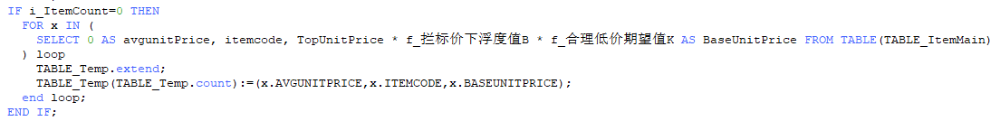 IF i_ItemCount=0 THEN
  FOR x IN (
    SELECT 0 AS avgunitPrice, itemcode, TopUnitPrice * f_拦标价下浮度值B * f_合理低价期望值K AS BaseUnitPrice FROM TABLE(TABLE_ItemMain)
  ) loop
    TABLE_Temp.extend;
    TABLE_Temp(TABLE_Temp.count):=(x.AVGUNITPRICE,x.ITEMCODE,x.BASEUNITPRICE);
  end loop;
END IF;